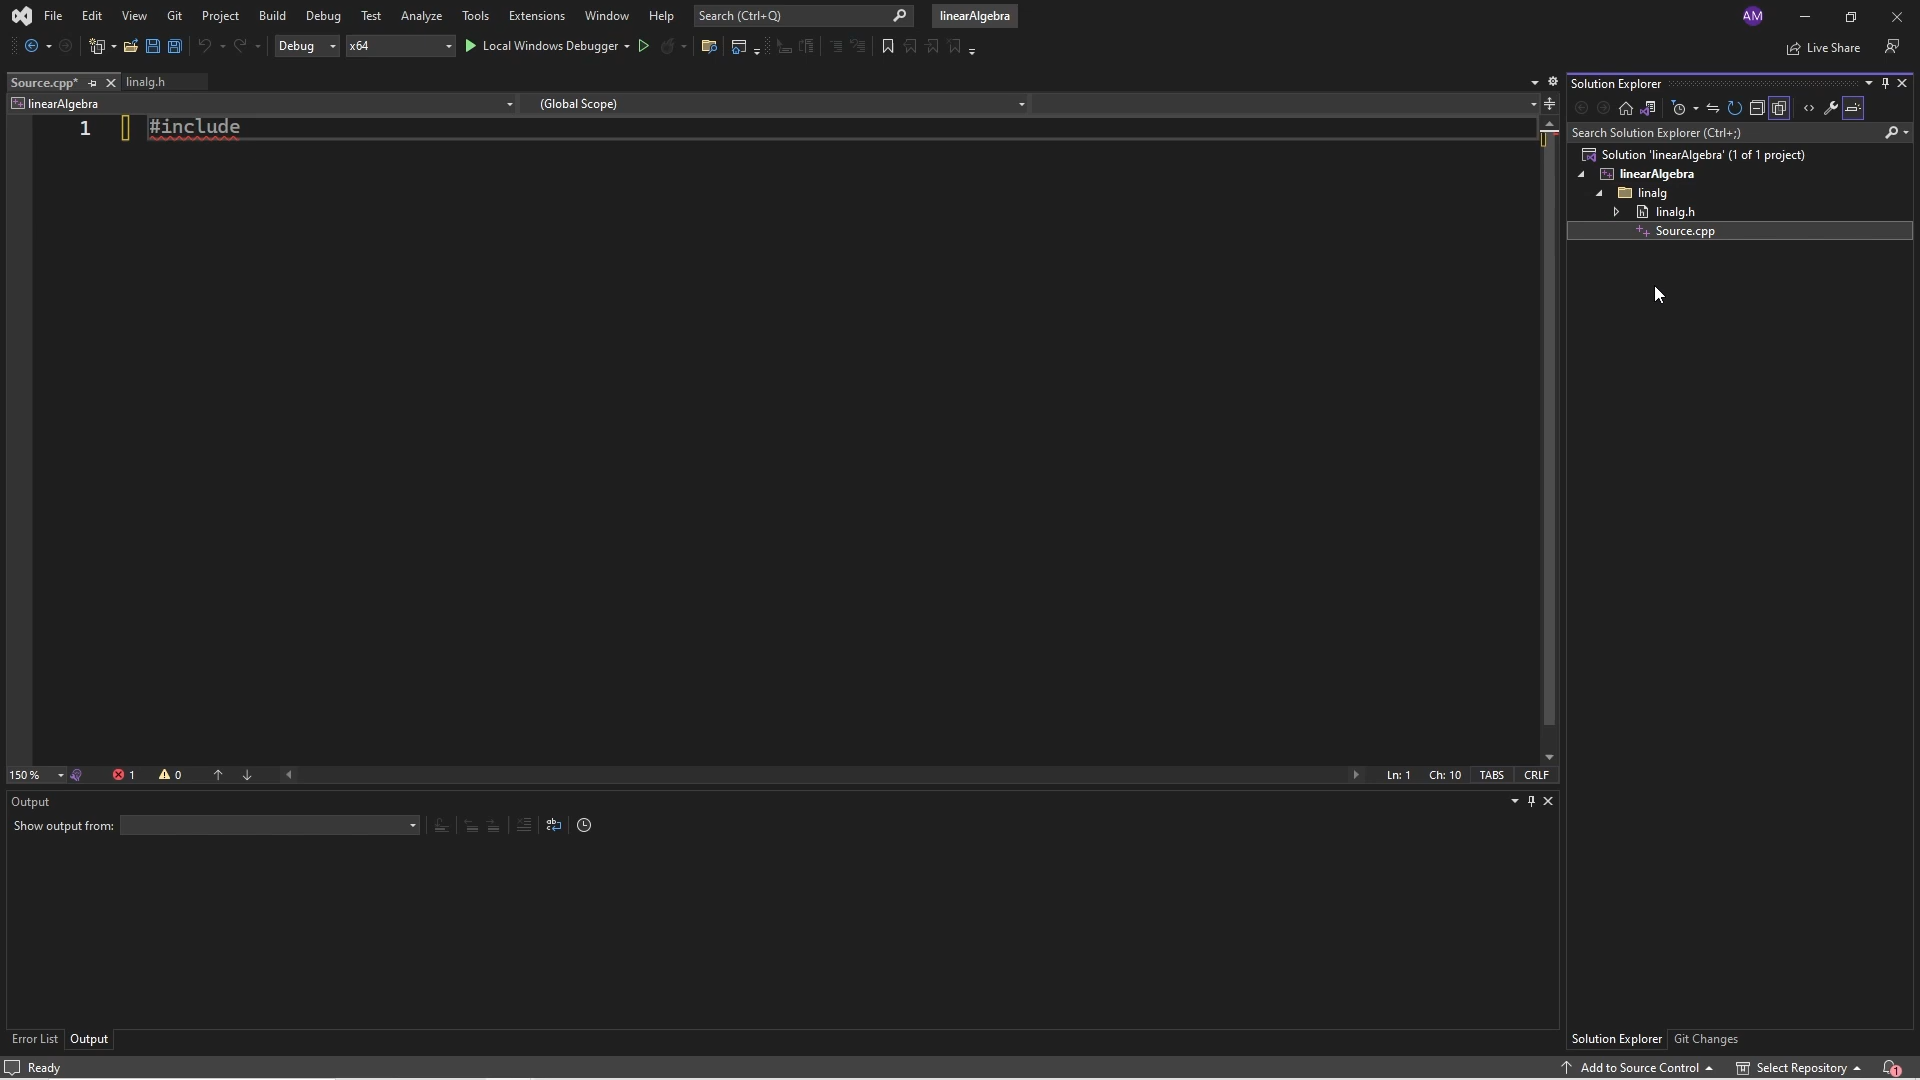 File Edit View Git Project Build Debug Test Analyze Tools Extensions Window Help Search (Ctrl+Q) linearAlgebra AM
Debug x64 Local Windows Debugger Live Share
Source.cpp* linalg.h
linearAlgebra (Global Scope)
1 #include
Solution Explorer
Search Solution Explorer (Ctrl+;)
Solution 'linearAlgebra' (1 of 1 project)
linearAlgebra
linalg
linalg.h
Source.cpp
150 % 1 0 Ln: 1 Ch: 10 TABS CRLF
Output
Show output from:
Error List Output
Solution Explorer Git Changes
Ready Add to Source Control Select Repository 1